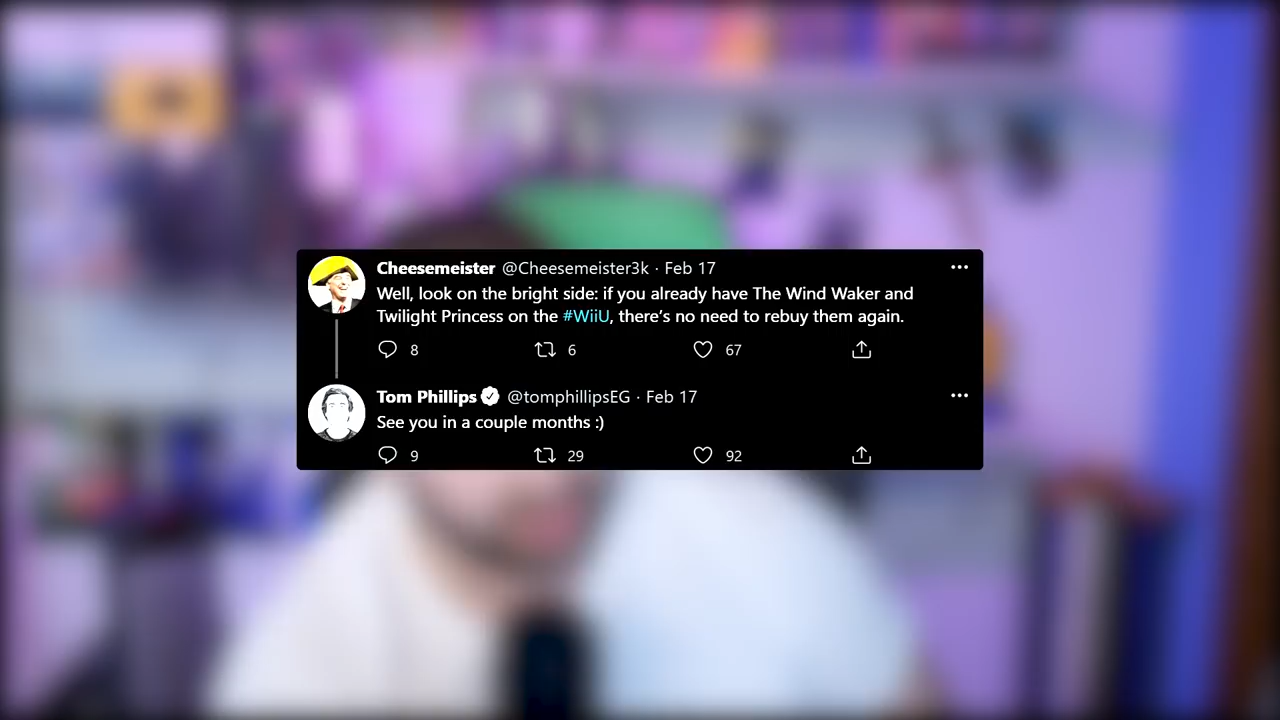 Cheesemeister @Cheesemeister3k · Feb 17
Well, look on the bright side: if you already have The Wind Waker and
Twilight Princess on the #WiiU, there’s no need to rebuy them again.
8 6 67
Tom Phillips @tomphillipsEG · Feb 17
See you in a couple months :)
9 29 92